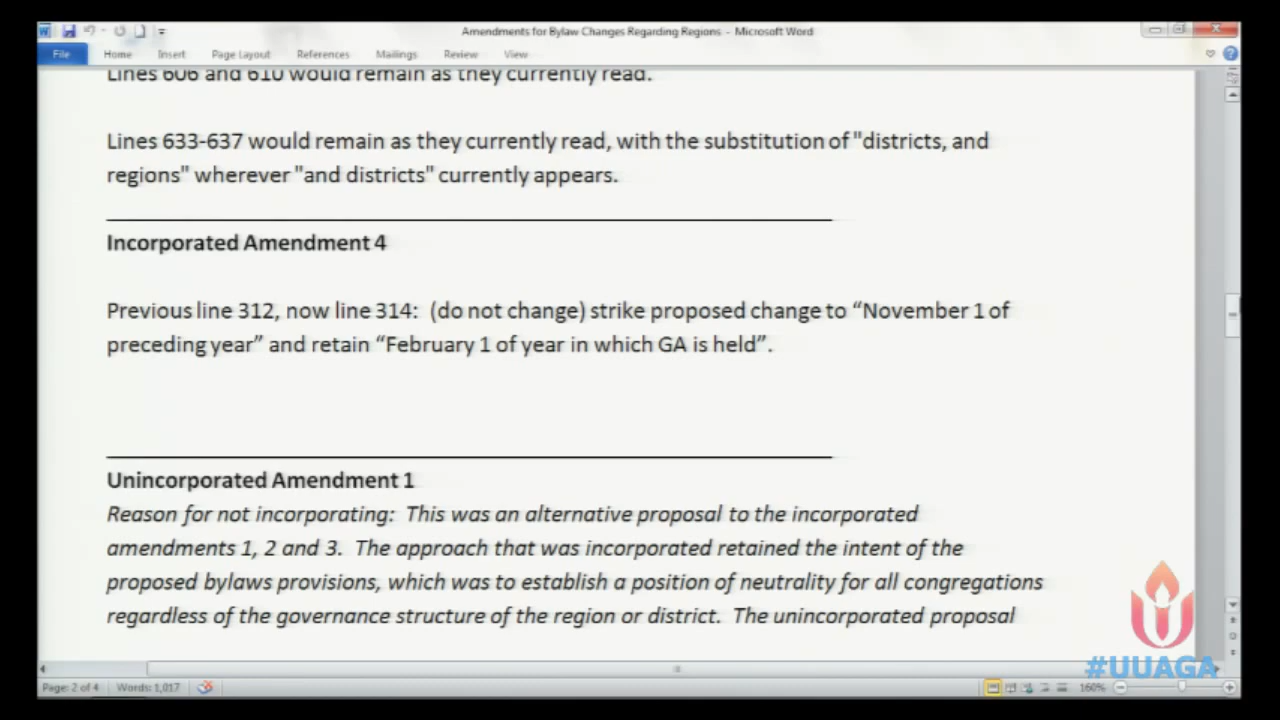 Amendments for Bylaw Changes Regarding Regions - Microsoft Word
File Home Insert Page Layout References Mailings Review View
Lines 606 and 610 would remain as they currently read.
Lines 633-637 would remain as they currently read, with the substitution of "districts, and
regions" wherever "and districts" currently appears.
Incorporated Amendment 4
Previous line 312, now line 314:  (do not change) strike proposed change to “November 1 of
preceding year” and retain “February 1 of year in which GA is held”.
Unincorporated Amendment 1
Reason for not incorporating:  This was an alternative proposal to the incorporated
amendments 1, 2 and 3.  The approach that was incorporated retained the intent of the
proposed bylaws provisions, which was to establish a position of neutrality for all congregations
regardless of the governance structure of the region or district.  The unincorporated proposal
#UUAGA
Page: 2 of 4 Words: 1,017 160%